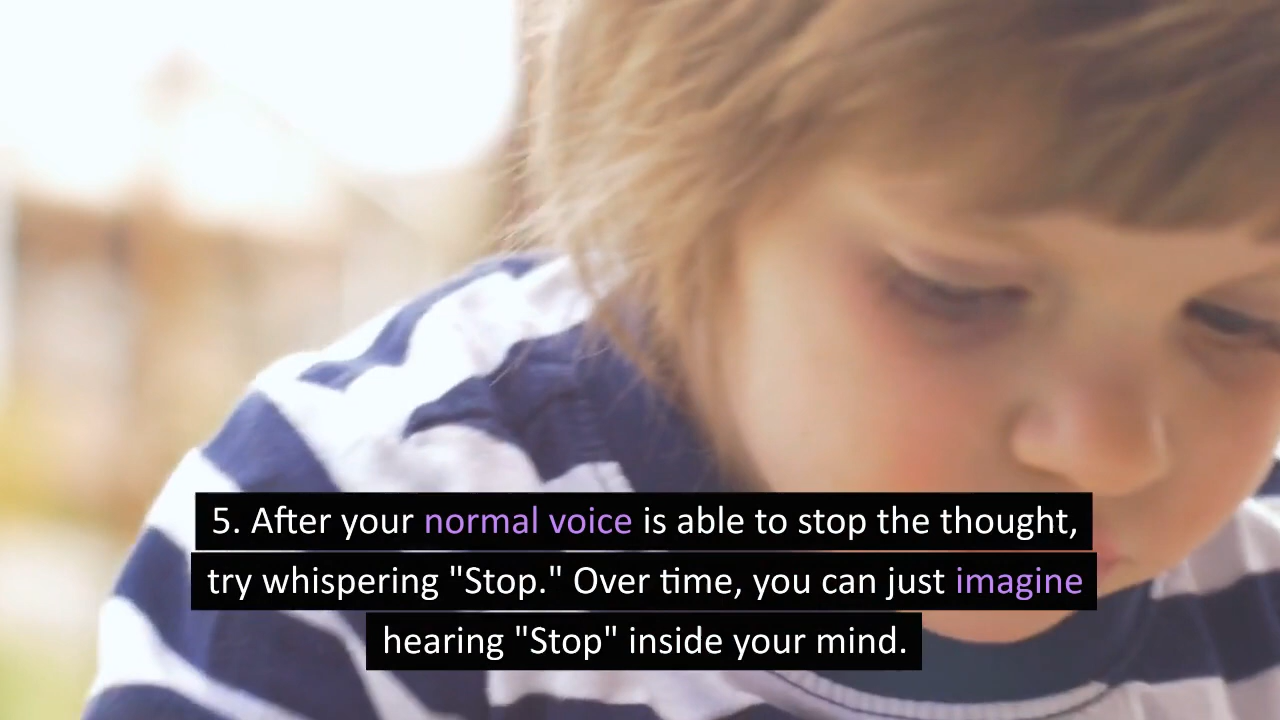 5. After your normal voice is able to stop the thought,
try whispering "Stop." Over time, you can just imagine
hearing "Stop" inside your mind.